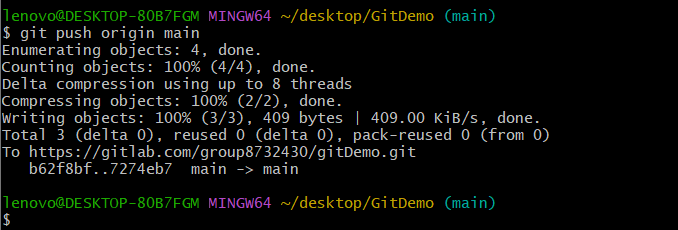 lenovo@DESKTOP-80B7FGM MINGW64 ~/desktop/GitDemo (main)
$ git push origin main
Enumerating objects: 4, done.
Counting objects: 100% (4/4), done.
Delta compression using up to 8 threads
Compressing objects: 100% (2/2), done.
Writing objects: 100% (3/3), 409 bytes | 409.00 KiB/s, done.
Total 3 (delta 0), reused 0 (delta 0), pack-reused 0 (from 0)
To https://gitlab.com/group8732430/gitDemo.git
   b62f8bf..7274eb7  main -> main

lenovo@DESKTOP-80B7FGM MINGW64 ~/desktop/GitDemo (main)
$